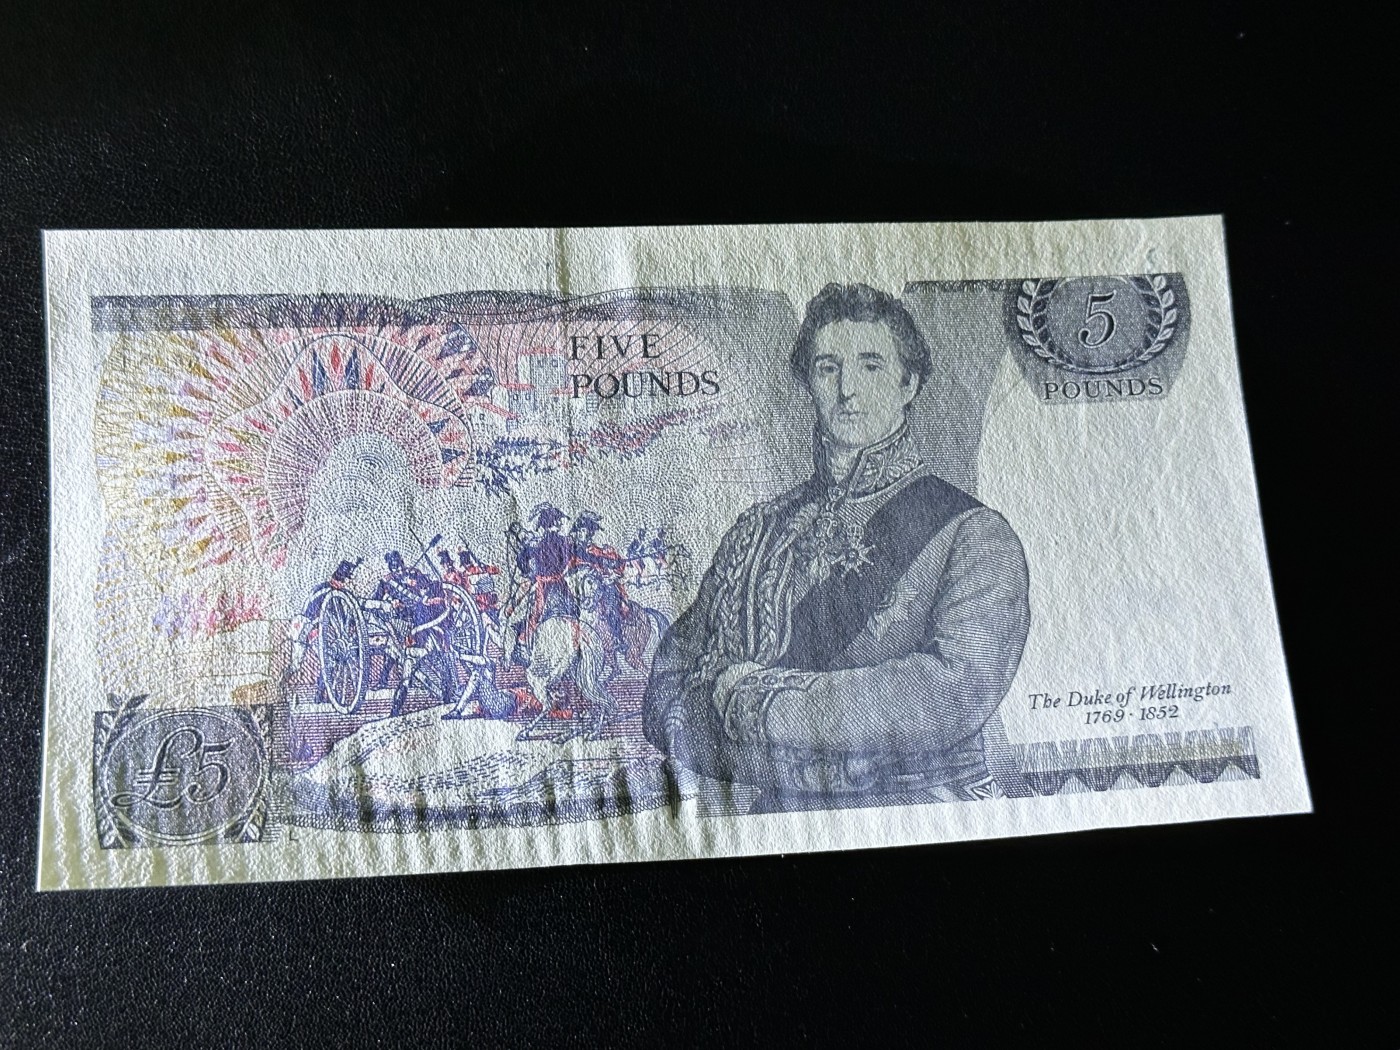 FIVE
POUNDS
5
POUNDS
The Duke of Wellington
1769 · 1852
£5
L